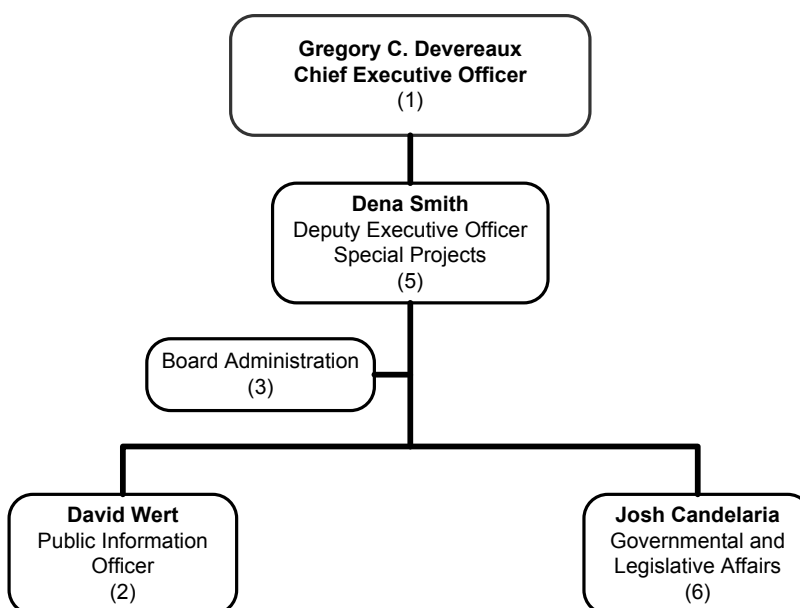 Gregory C. Devereaux
Chief Executive Officer
(1)
Dena Smith
Deputy Executive Officer
Special Projects
(5)
Board Administration
(3)
David Wert
Public Information
Officer
(2)
Josh Candelaria
Governmental and
Legislative Affairs
(6)